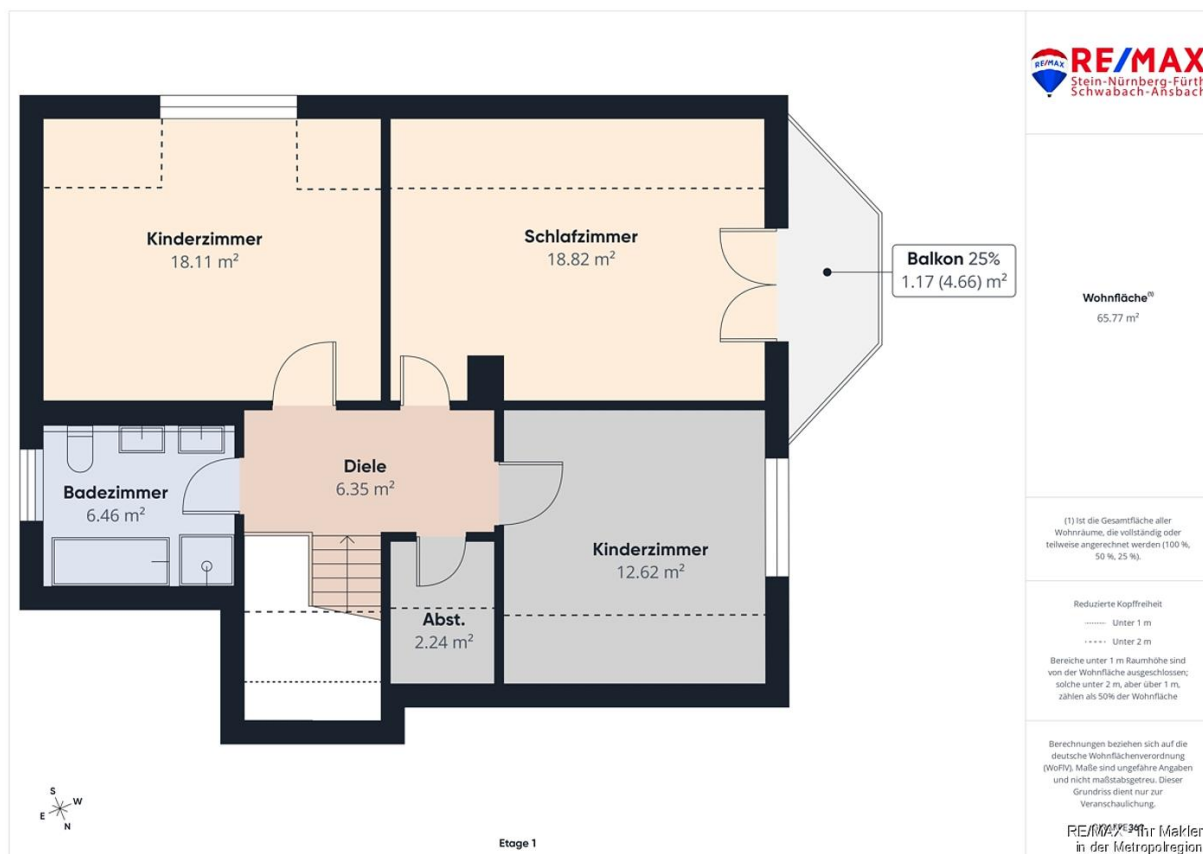 RE/MAX
RE/MAX
Stein-Nürnberg-Fürth
Schwabach-Ansbach
Kinderzimmer
18.11 m²
Schlafzimmer
18.82 m²
Balkon 25%
1.17 (4.66) m²
Wohnfläche(1)
65.77 m²
Diele
6.35 m²
Badezimmer
6.46 m²
Kinderzimmer
12.62 m²
Abst.
2.24 m²
(1) Ist die Gesamtfläche aller
Wohnräume, die vollständig oder
teilweise angerechnet werden (100 %,
50 %, 25 %).
Reduzierte Kopffreiheit
Unter 1 m
Unter 2 m
Bereiche unter 1 m Raumhöhe sind
von der Wohnfläche ausgeschlossen;
solche unter 2 m, aber über 1 m,
zählen als 50% der Wohnfläche
Berechnungen beziehen sich auf die
deutsche Wohnflächenverordnung
(WoFlV). Maße sind ungefähre Angaben
und nicht maßstabsgetreu. Dieser
Grundriss dient nur zur
Veranschaulichung.
RE/MAX - Ihr Makler
in der Metropolregion
S
W
E
N
Etage 1